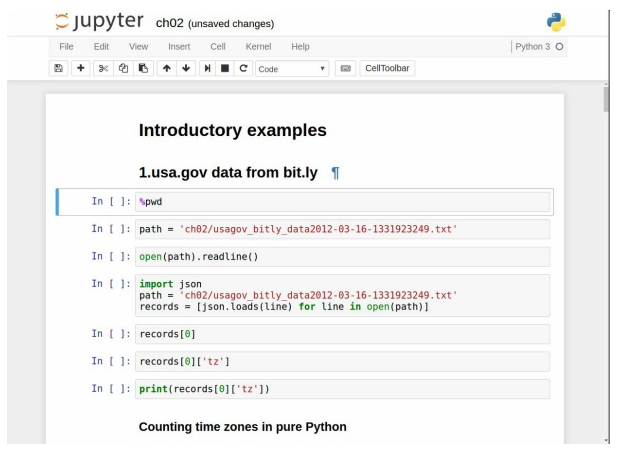 jupyter ch02 (unsaved changes)
File Edit View Insert Cell Kernel Help Python 3
Code CellToolbar
Introductory examples
1.usa.gov data from bit.ly ¶
In [ ]: %pwd
In [ ]: path = 'ch02/usagov_bitly_data2012-03-16-1331923249.txt'
In [ ]: open(path).readline()
In [ ]: import json
path = 'ch02/usagov_bitly_data2012-03-16-1331923249.txt'
records = [json.loads(line) for line in open(path)]
In [ ]: records[0]
In [ ]: records[0]['tz']
In [ ]: print(records[0]['tz'])
Counting time zones in pure Python